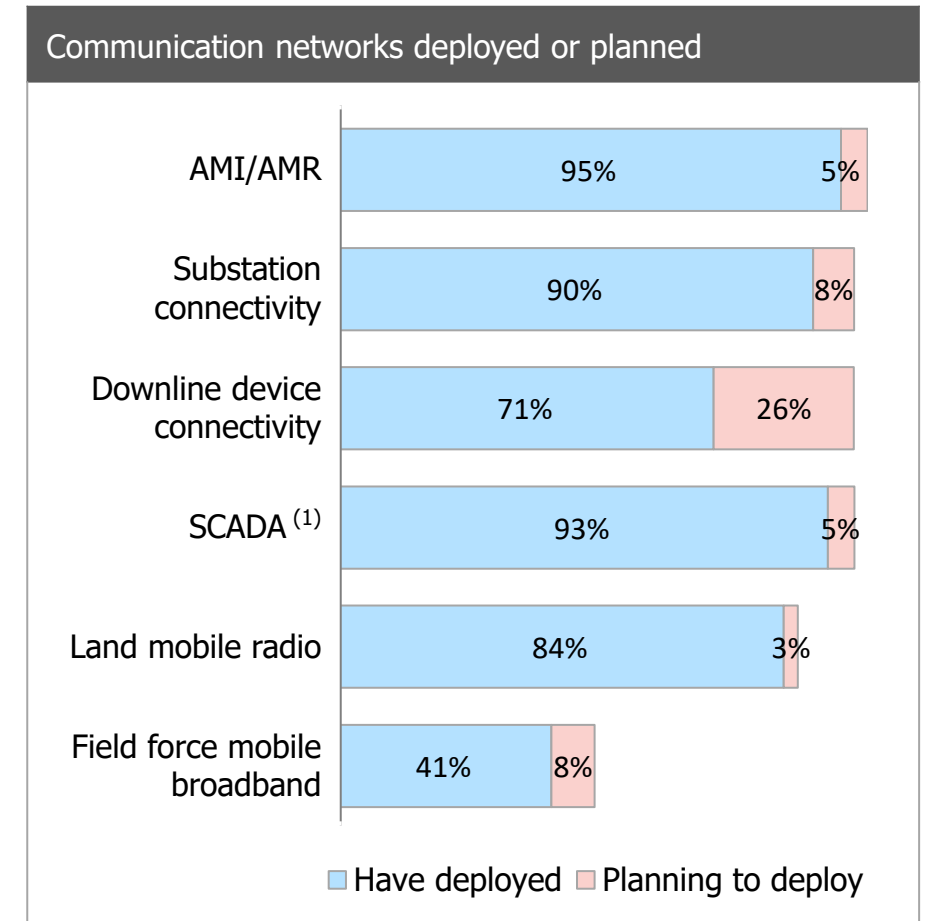 Communication networks deployed or planned
AMI/AMR
95%
5%
Substation
connectivity
90%
8%
Downline device
connectivity
71%
26%
SCADA (1)
93%
5%
Land mobile radio
84%
3%
Field force mobile
broadband
41%
8%
Have deployed
Planning to deploy